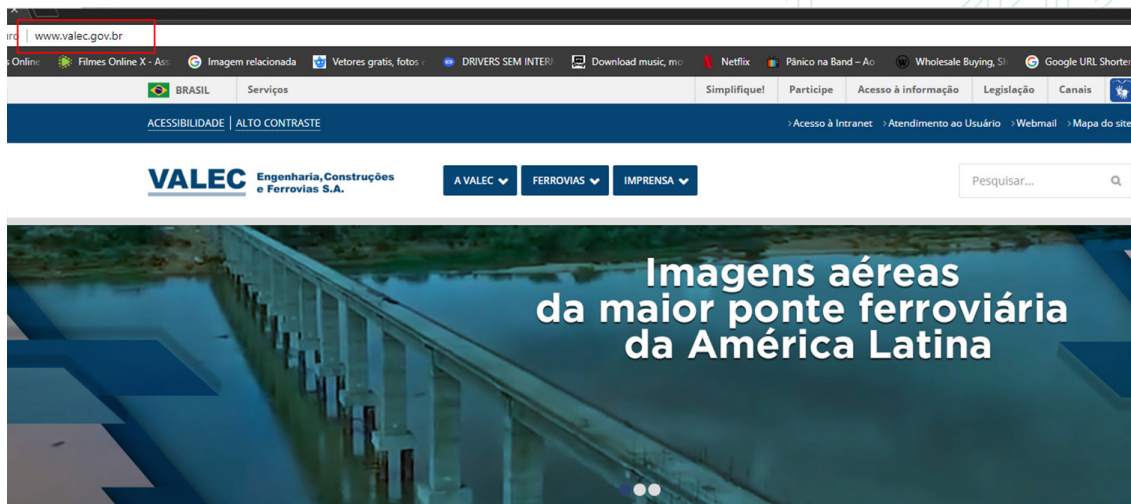 www.valec.gov.br
Online
Filmes Online X - Ass
Imagem relacionada
Vetores gratis, fotos
DRIVERS SEM INTER
Download music, mo
Netflix
Pânico na Band – Ao
Wholesale Buying, Sh
Google URL Shorter
BRASIL
Serviços
Simplifique!
Participe
Acesso à informação
Legislação
Canais
ACESSIBILIDADE | ALTO CONTRASTE
›Acesso à Intranet ›Atendimento ao Usuário ›Webmail ›Mapa do site
VALEC
Engenharia,Construções
e Ferrovias S.A.
A VALEC
FERROVIAS
IMPRENSA
Pesquisar...
Imagens aéreas
da maior ponte ferroviária
da América Latina